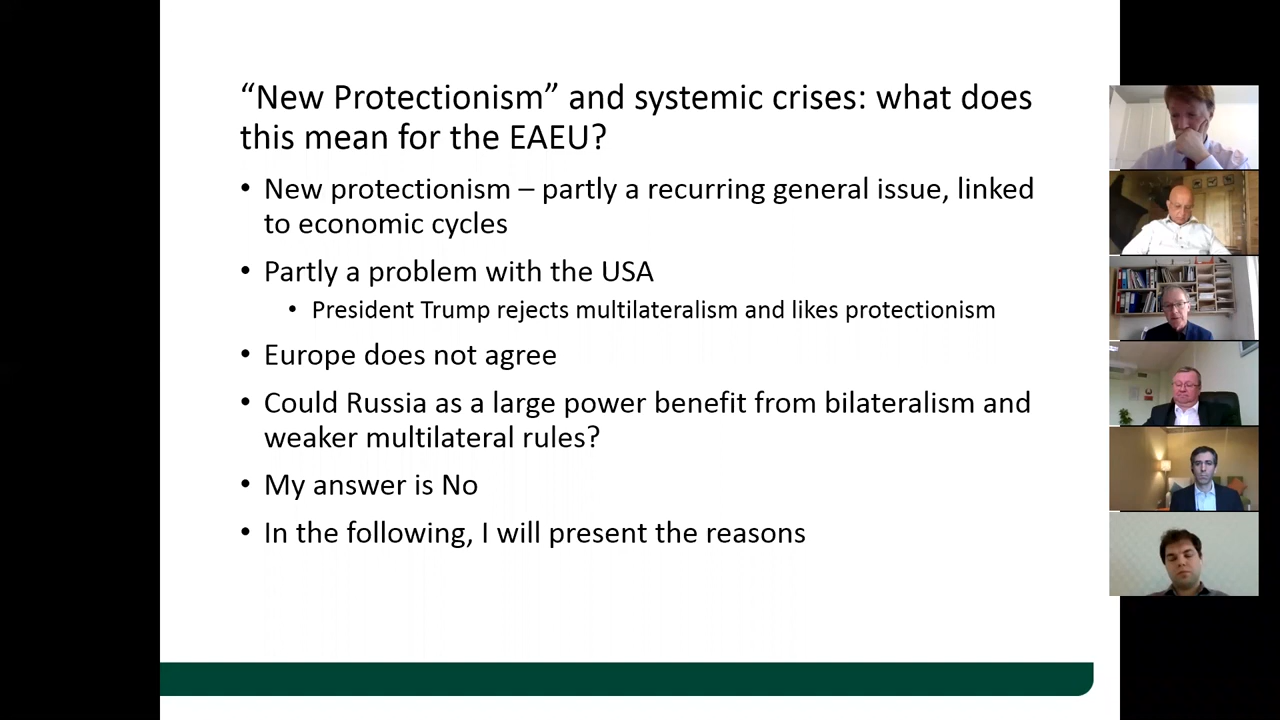 “New Protectionism” and systemic crises: what does
this mean for the EAEU?
• New protectionism – partly a recurring general issue, linked
to economic cycles
• Partly a problem with the USA
• President Trump rejects multilateralism and likes protectionism
• Europe does not agree
• Could Russia as a large power benefit from bilateralism and
weaker multilateral rules?
• My answer is No
• In the following, I will present the reasons